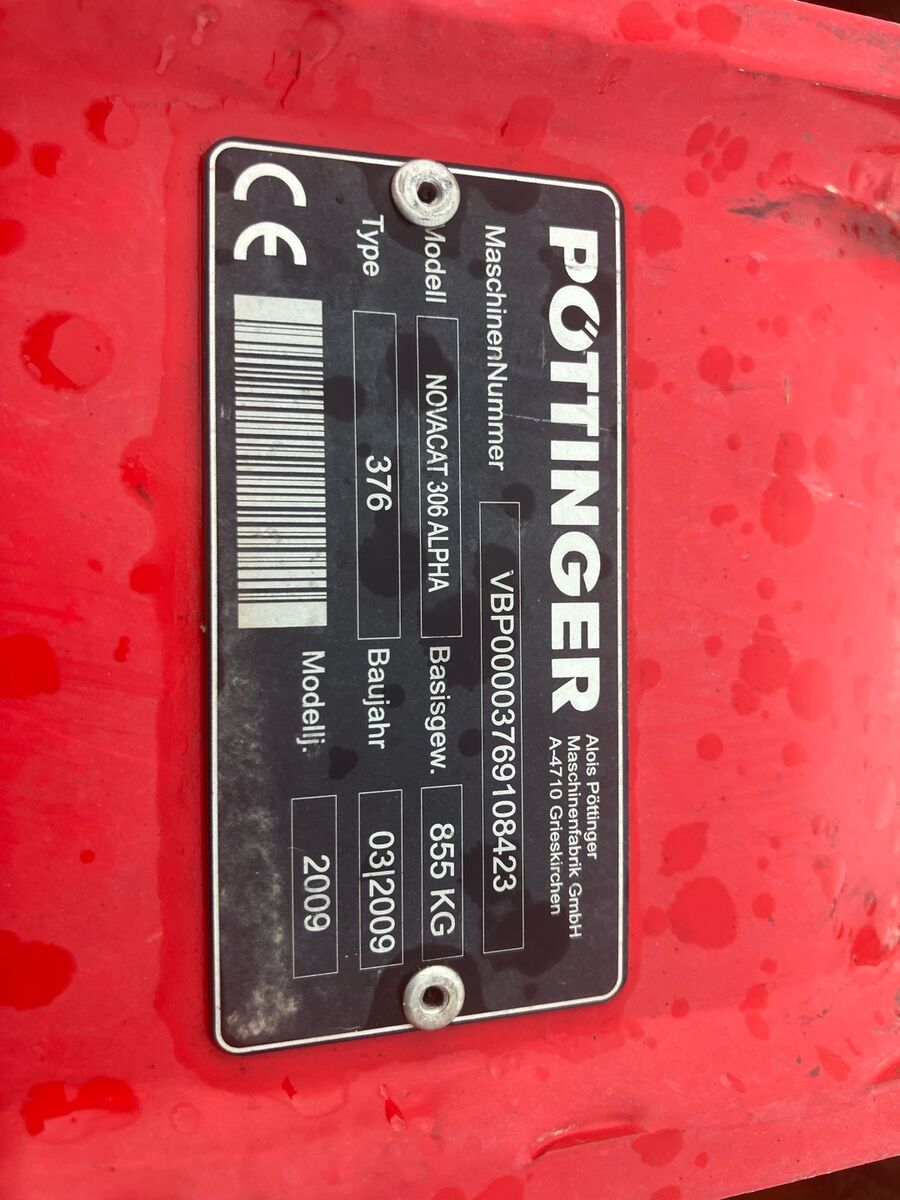 PÖTTINGER
Alois Pöttinger
Maschinenfabrik GmbH
A-4710 Grieskirchen
MaschinenNummer VBP00003769108423
Modell NOVACAT 306 ALPHA Basisgew. 855 KG
Type 376 Baujahr 03|2009
Modellj. 2009
CE